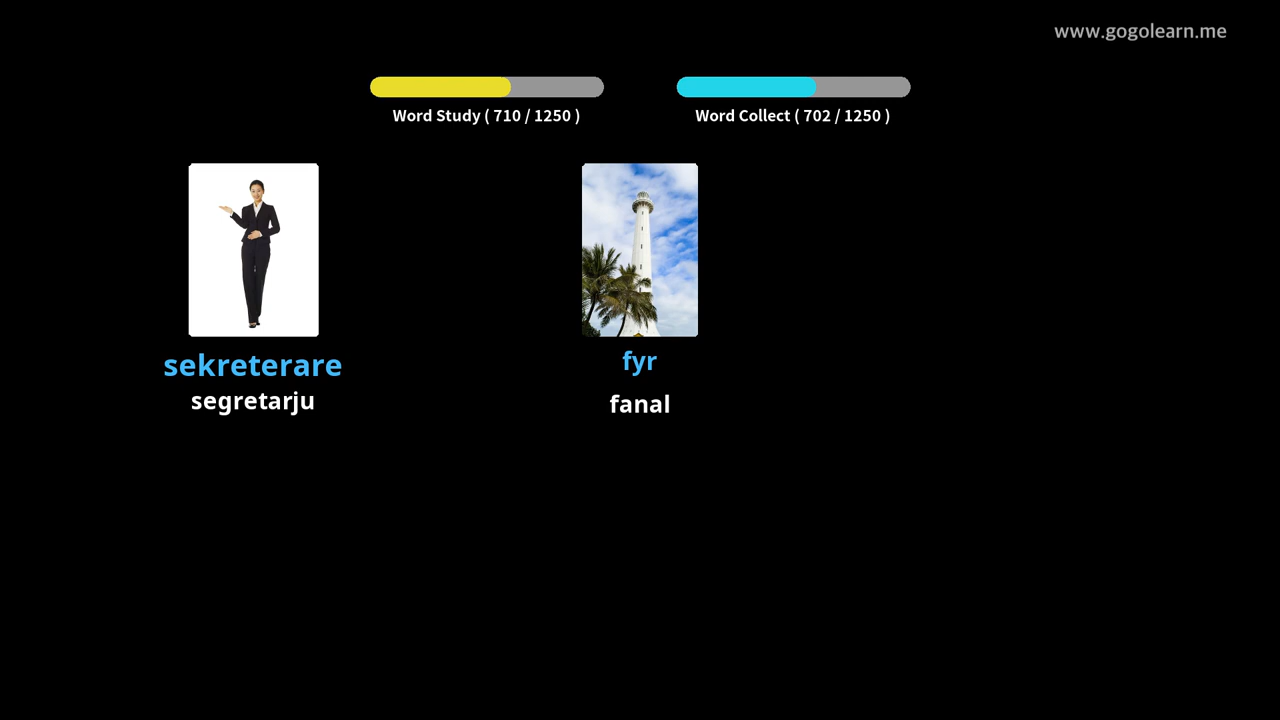 www.gogolearn.me
Word Study ( 710 / 1250 )
Word Collect ( 702 / 1250 )
sekreterare
segretarju
fyr
fanal